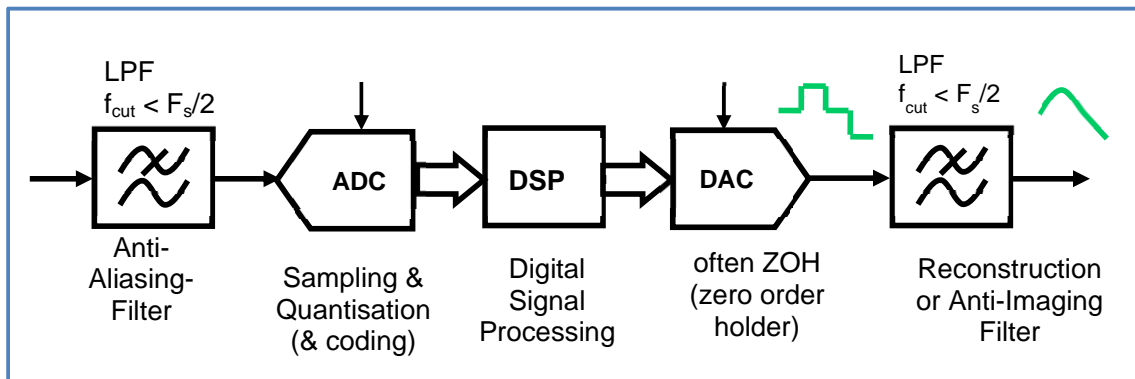 LPF
f_cut < F_s/2
ADC
DSP
DAC
LPF
f_cut < F_s/2
Anti-
Aliasing-
Filter
Sampling &
Quantisation
(& coding)
Digital
Signal
Processing
often ZOH
(zero order
holder)
Reconstruction
or Anti-Imaging
Filter